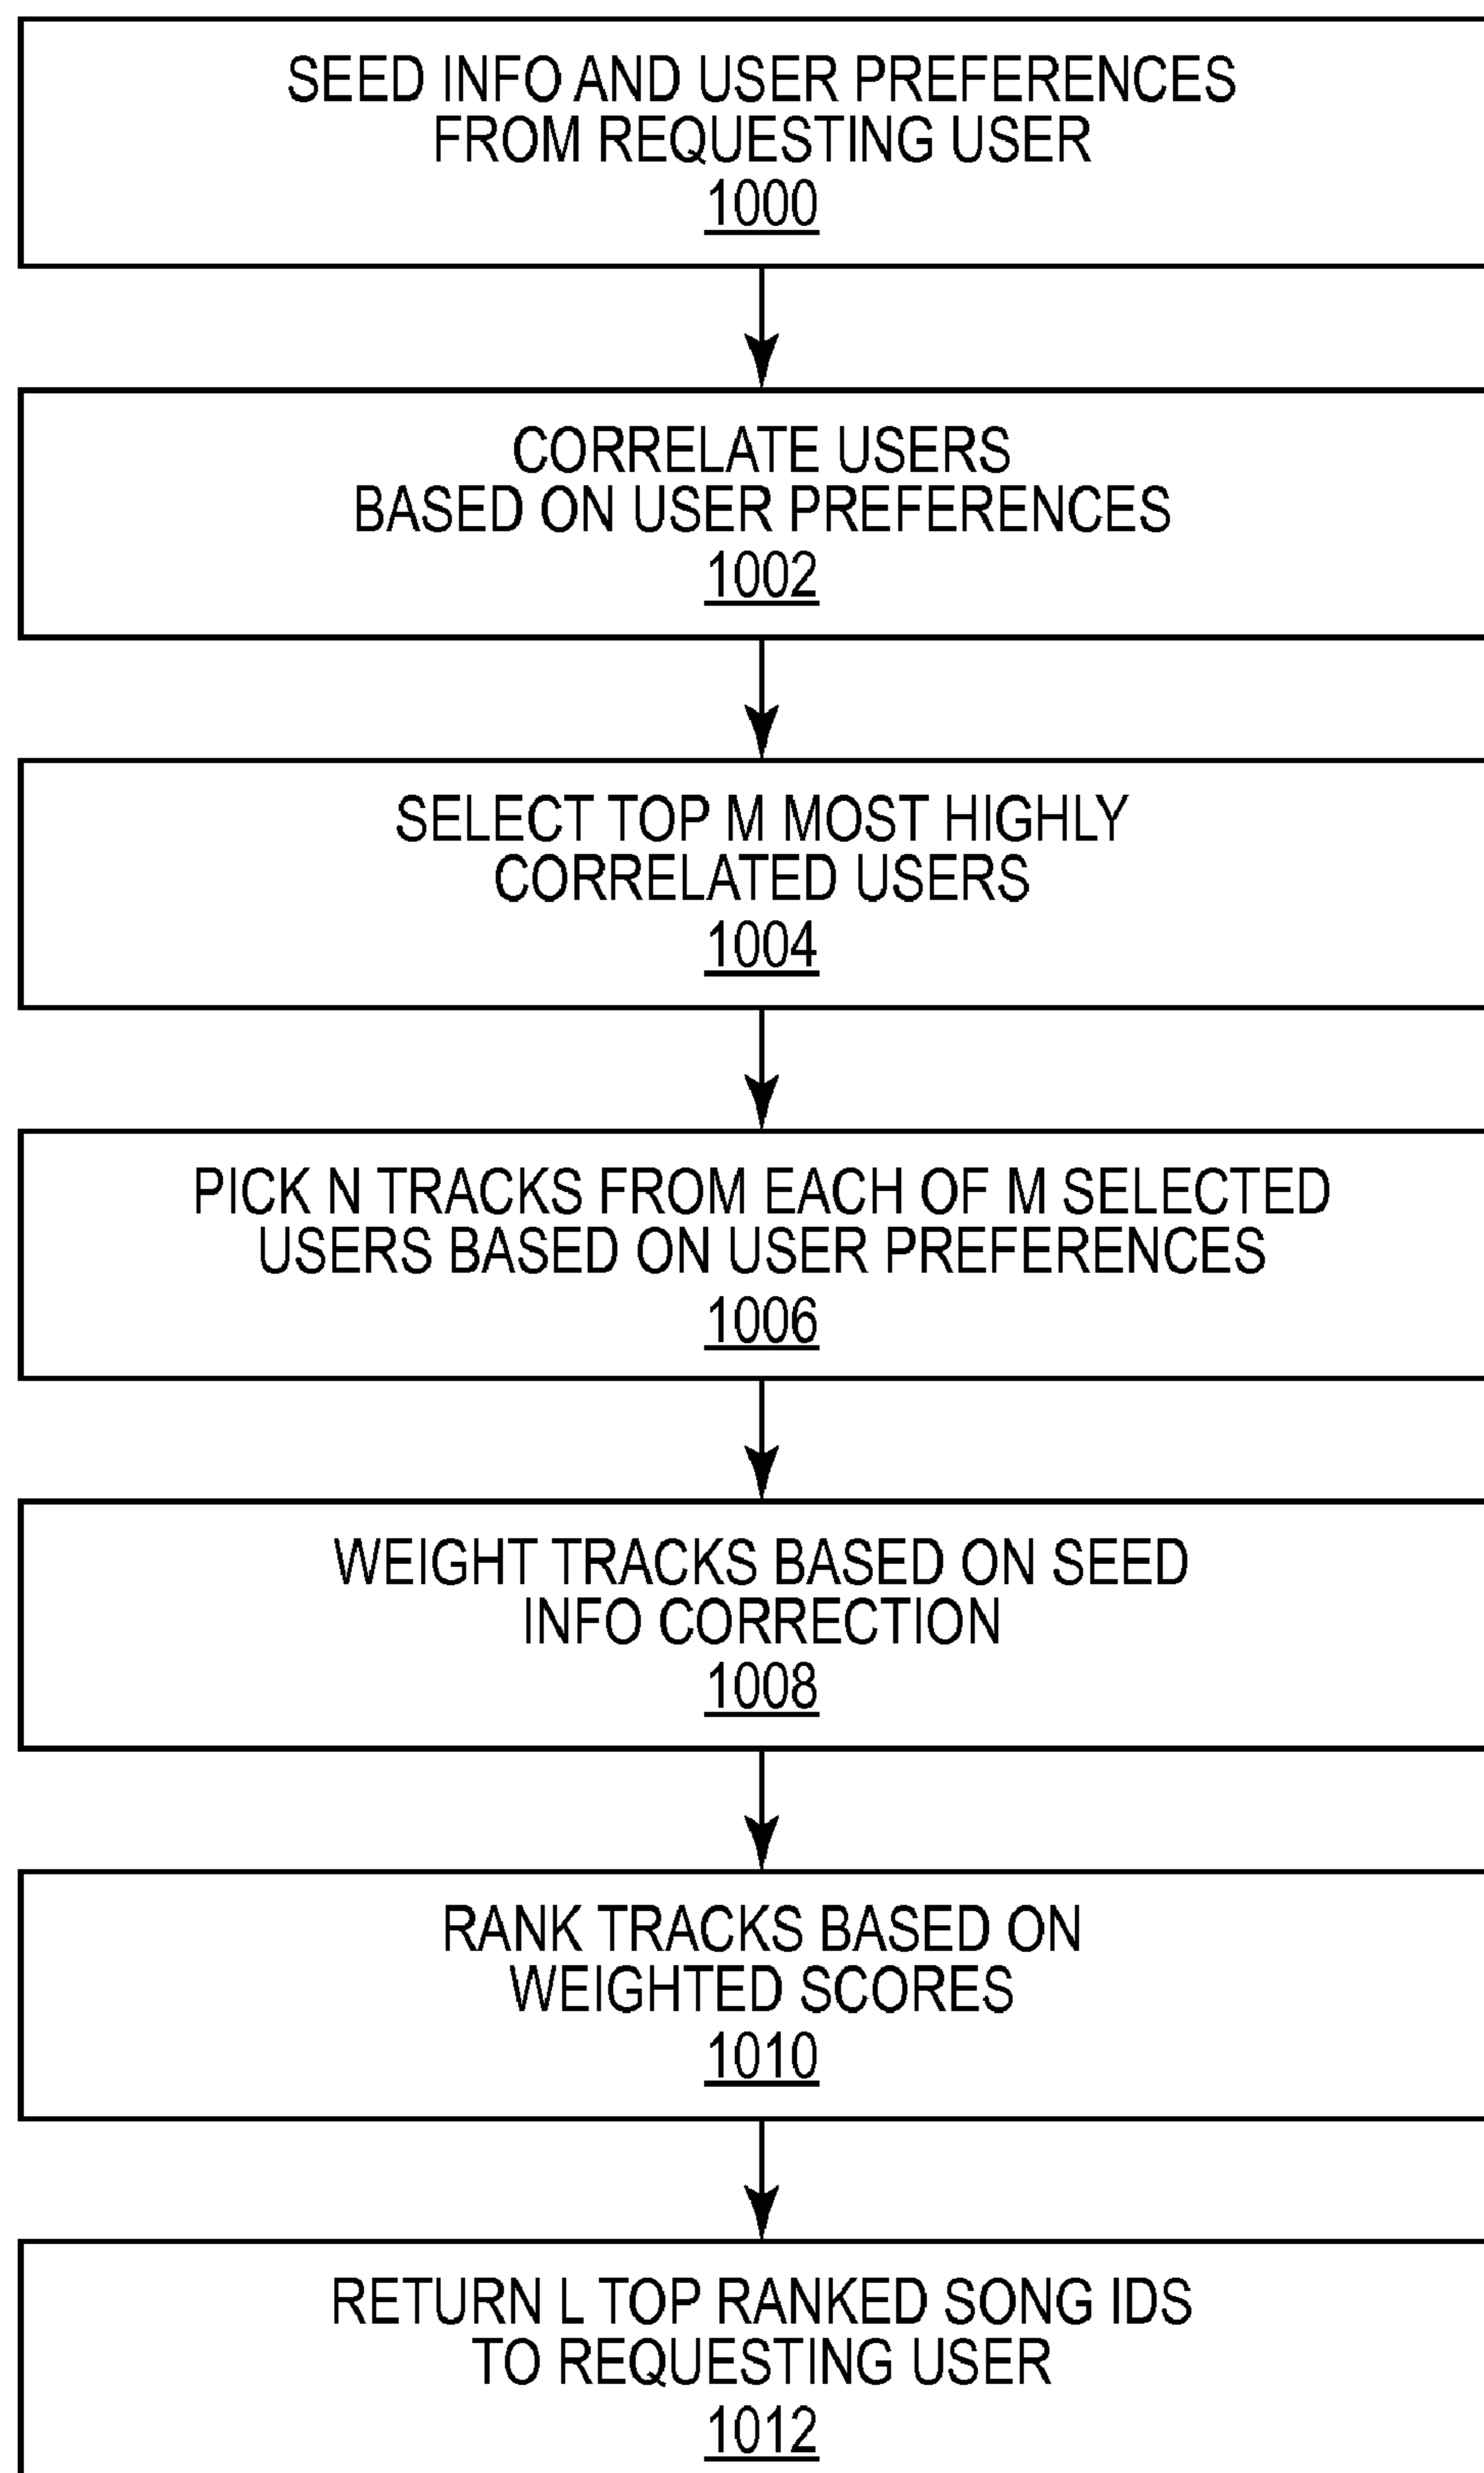 SEED INFO AND USER PREFERENCES
FROM REQUESTING USER
1000
CORRELATE USERS
BASED ON USER PREFERENCES
1002
SELECT TOP M MOST HIGHLY
CORRELATED USERS
1004
PICK N TRACKS FROM EACH OF M SELECTED
USERS BASED ON USER PREFERENCES
1006
WEIGHT TRACKS BASED ON SEED
INFO CORRECTION
1008
RANK TRACKS BASED ON
WEIGHTED SCORES
1010
RETURN L TOP RANKED SONG IDS
TO REQUESTING USER
1012